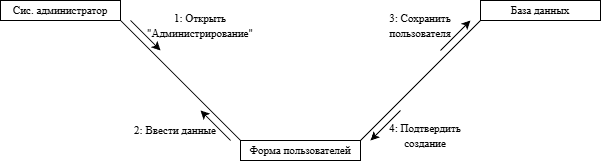 Сис. администратор
База данных
1: Открыть
"Администрирование"
3: Сохранить
пользователя
2: Ввести данные
4: Подтвердить
создание
Форма пользователей